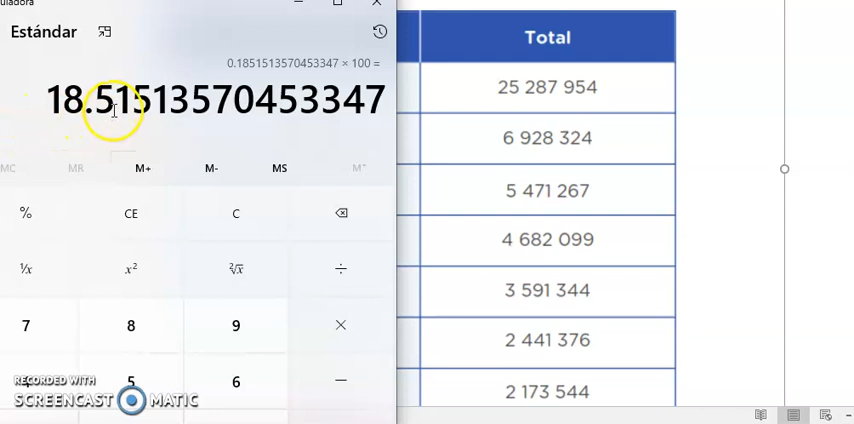 uladora
Estándar
0.1851513570453347 × 100 =
18.51513570453347
MC MR M+ M- MS M˅
% CE C
¹/x x² ²√x ÷
7 8 9 ×
4 5 6 −
RECORDED WITH
SCREENCAST MATIC
Total
25 287 954
6 928 324
5 471 267
4 682 099
3 591 344
2 441 376
2 173 544